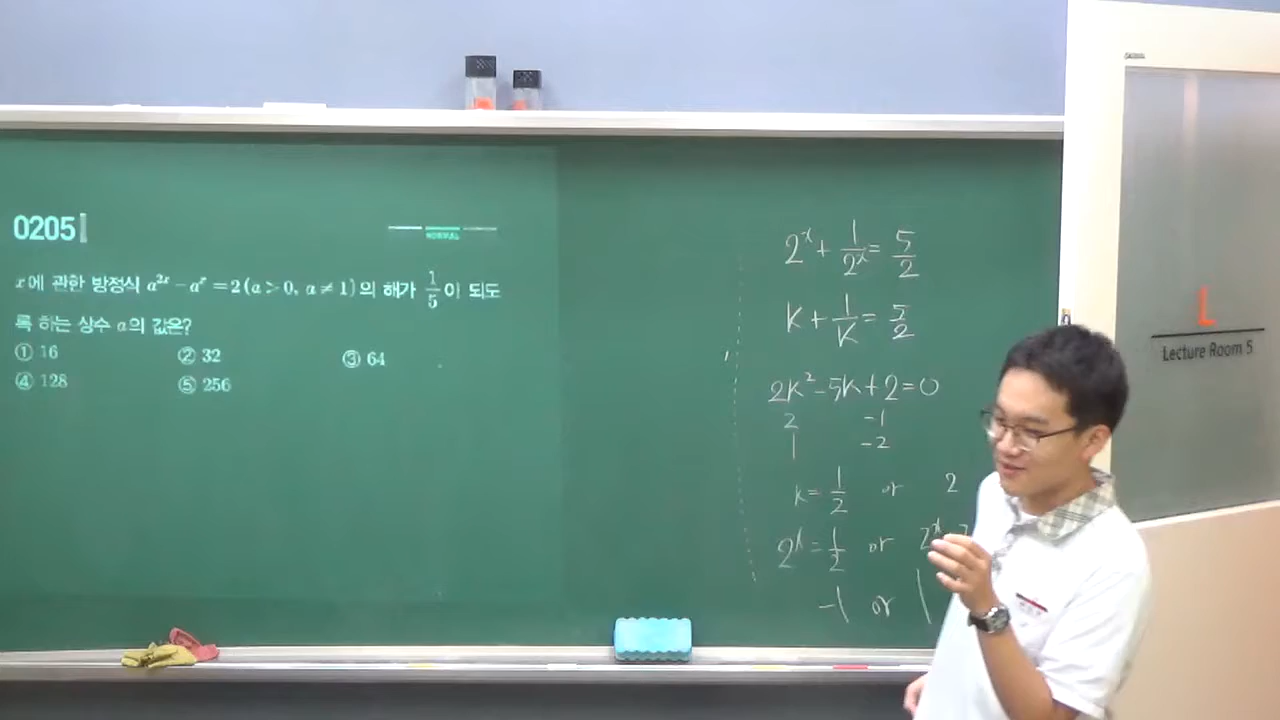 0205
NORMAL
x에 관한 방정식 a^{2x} - a^x = 2 (a > 0, a ≠ 1)의 해가 1/5이 되도
록 하는 상수 a의 값은?
① 16 ② 32 ③ 64
④ 128 ⑤ 256
2^x + 1/2^x = 5/2
K + 1/K = 5/2
2K² - 5K + 2 = 0
2 -1
1 -2
K = 1/2 or 2
2^x = 1/2 or
-1 or 1
L
Lecture Room 5